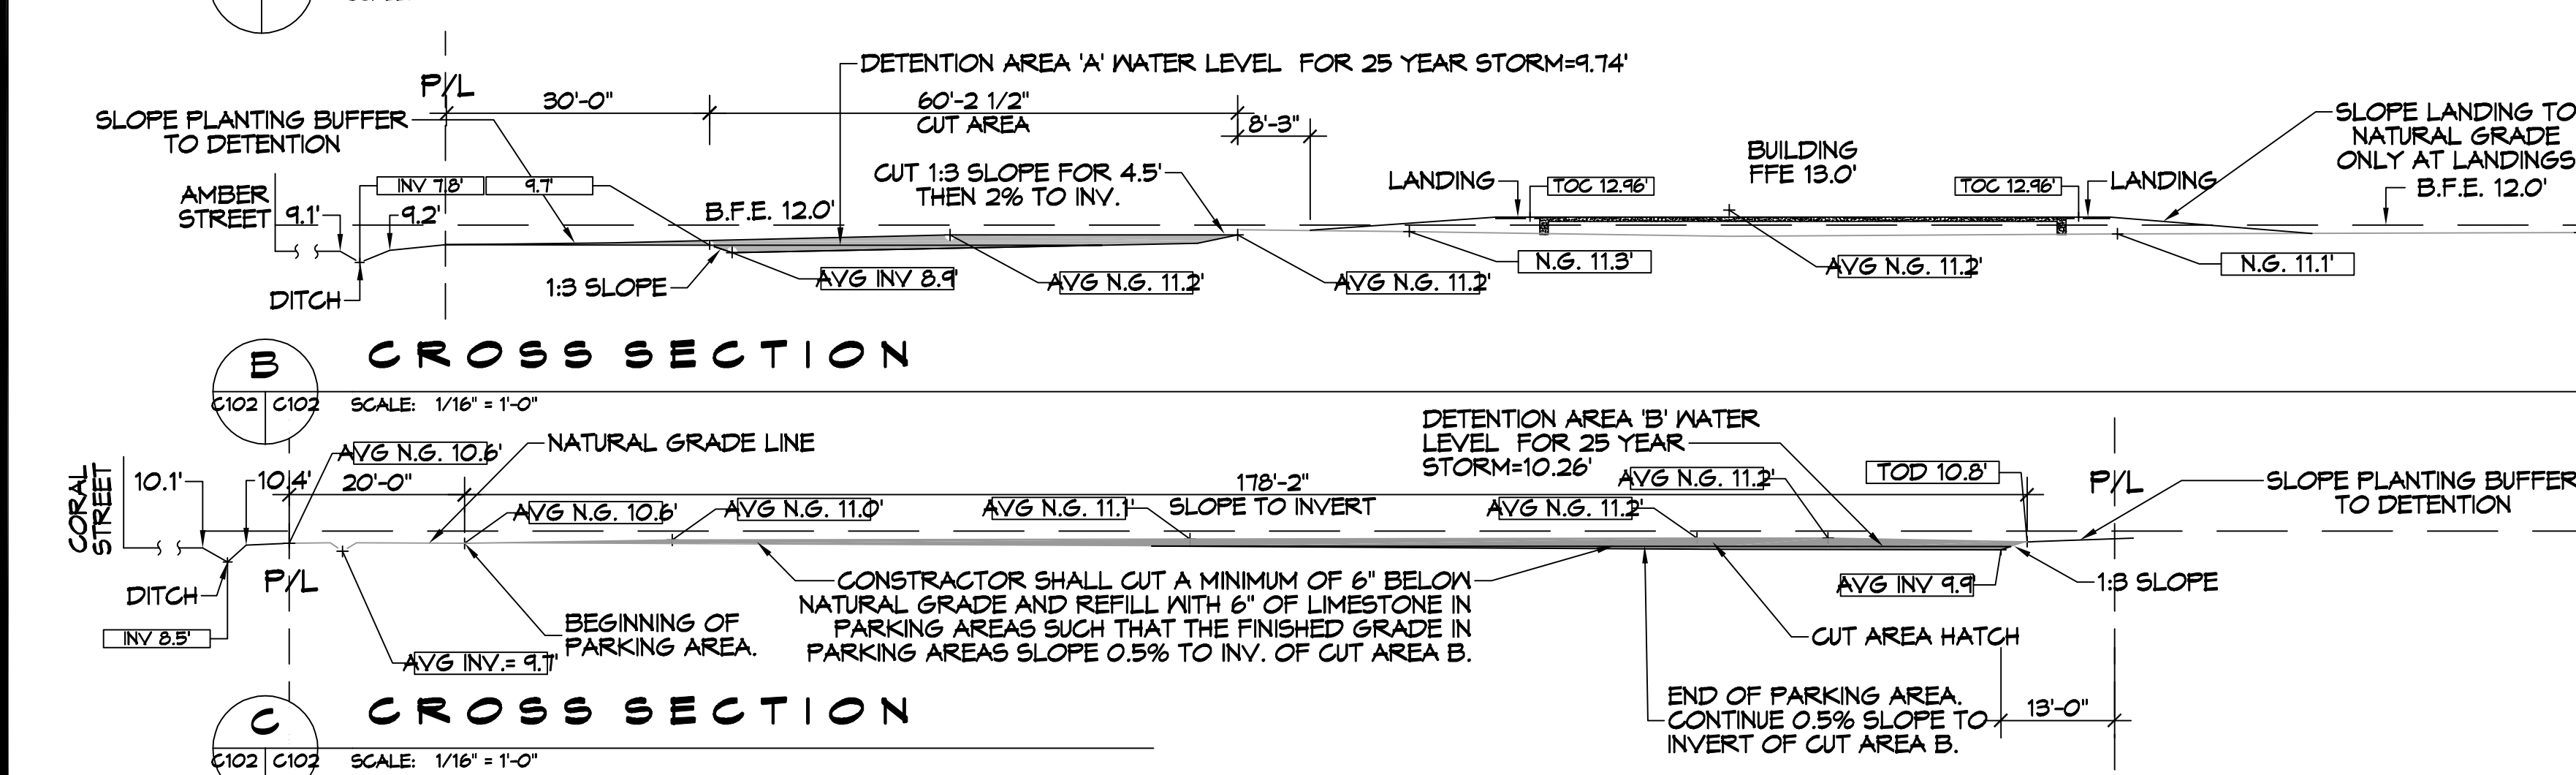 DETENTION AREA 'A' WATER LEVEL FOR 25 YEAR STORM=9.74'
P/L
30'-0"
60'-2 1/2"
CUT AREA
8'-3"
SLOPE PLANTING BUFFER
TO DETENTION
SLOPE LANDING TO
NATURAL GRADE
ONLY AT LANDINGS
BUILDING
FFE 13.0'
CUT 1:3 SLOPE FOR 4.5'
THEN 2% TO INV.
LANDING
TOC 12.96'
TOC 12.96'
LANDING
B.F.E. 12.0'
INV 7.8'
9.7'
AMBER
STREET
9.1'
9.2'
B.F.E. 12.0'
DITCH
1:3 SLOPE
AVG INV 8.9'
AVG N.G. 11.2'
AVG N.G. 11.2'
N.G. 11.3'
AVG N.G. 11.2'
N.G. 11.1'
B
CROSS SECTION
C102
C102
SCALE: 1/16" = 1'-0"
DETENTION AREA 'B' WATER
LEVEL FOR 25 YEAR
STORM=10.26'
AVG N.G. 10.6'
NATURAL GRADE LINE
CORAL
STREET
10.1'
10.4'
20'-0"
178'-2"
SLOPE TO INVERT
AVG N.G. 10.6'
AVG N.G. 11.0'
AVG N.G. 11.1'
AVG N.G. 11.2'
AVG N.G. 11.2'
TOD 10.8'
P/L
SLOPE PLANTING BUFFER
TO DETENTION
DITCH
P/L
INV 8.5'
AVG INV.= 9.7'
BEGINNING OF
PARKING AREA.
CONSTRACTOR SHALL CUT A MINIMUM OF 6" BELOW
NATURAL GRADE AND REFILL WITH 6" OF LIMESTONE IN
PARKING AREAS SUCH THAT THE FINISHED GRADE IN
PARKING AREAS SLOPE 0.5% TO INV. OF CUT AREA B.
AVG INV 9.9'
1:3 SLOPE
CUT AREA HATCH
END OF PARKING AREA.
CONTINUE 0.5% SLOPE TO
INVERT OF CUT AREA B.
13'-0"
C
CROSS SECTION
C102
C102
SCALE: 1/16" = 1'-0"